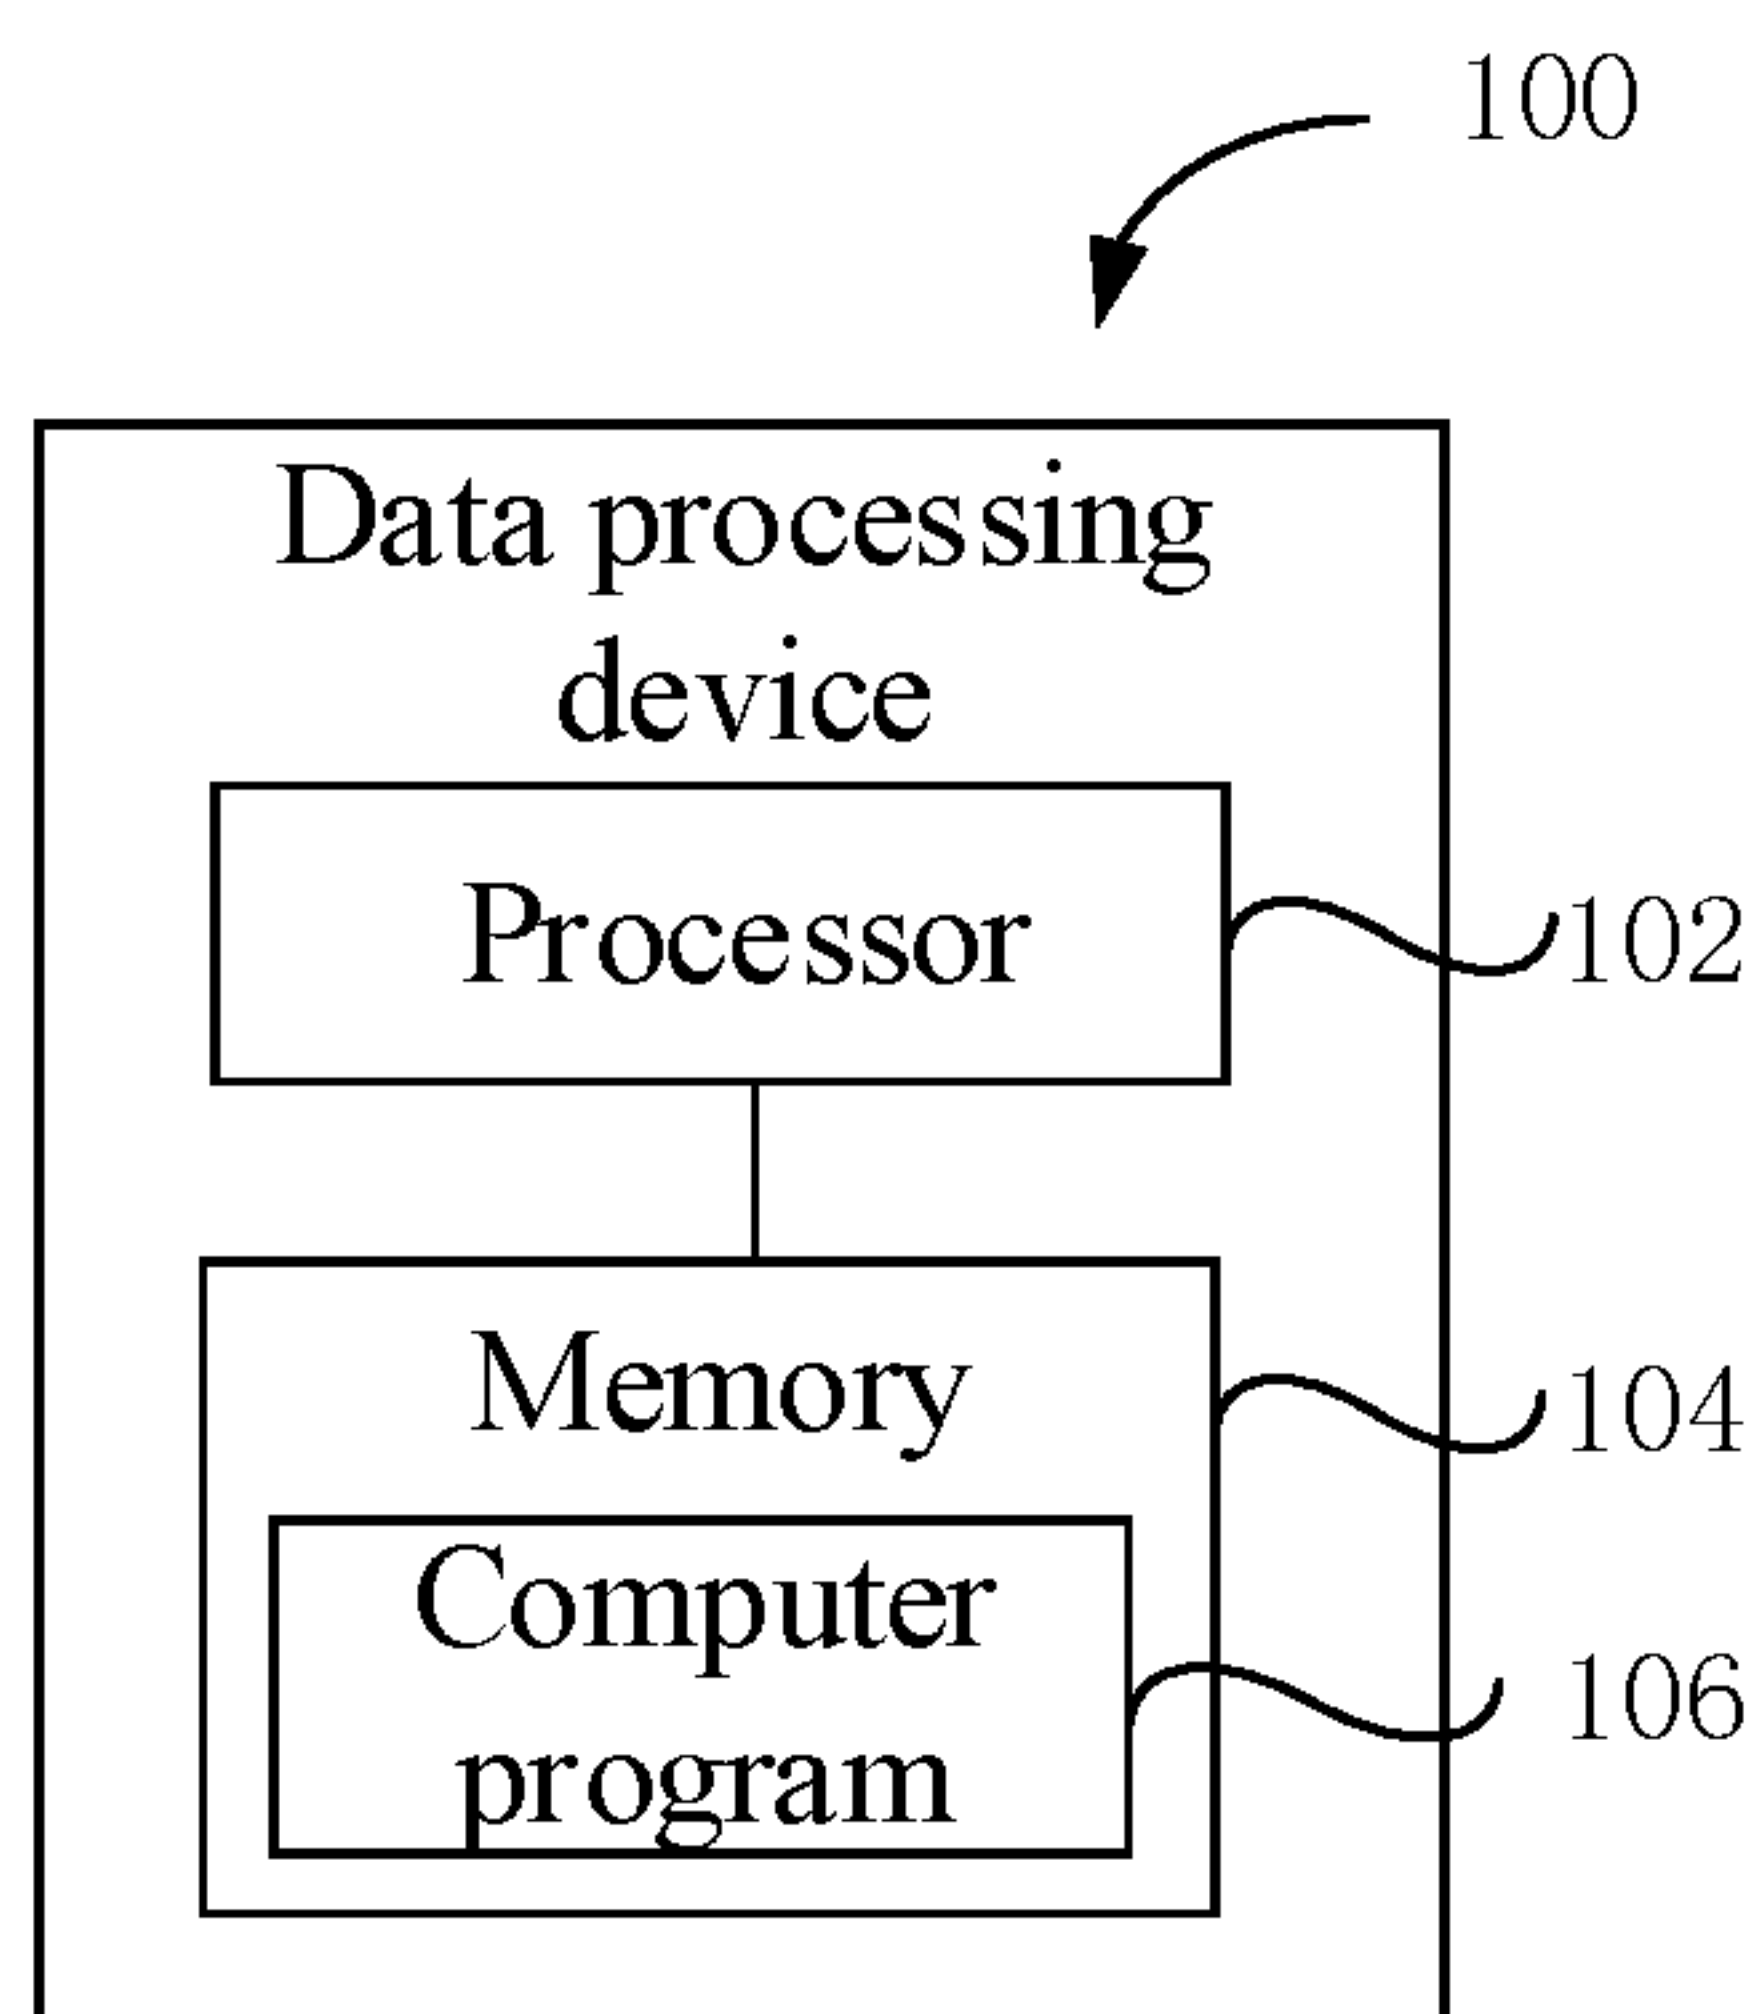 100
Data processing
device
Processor
102
Memory
104
Computer
program
106